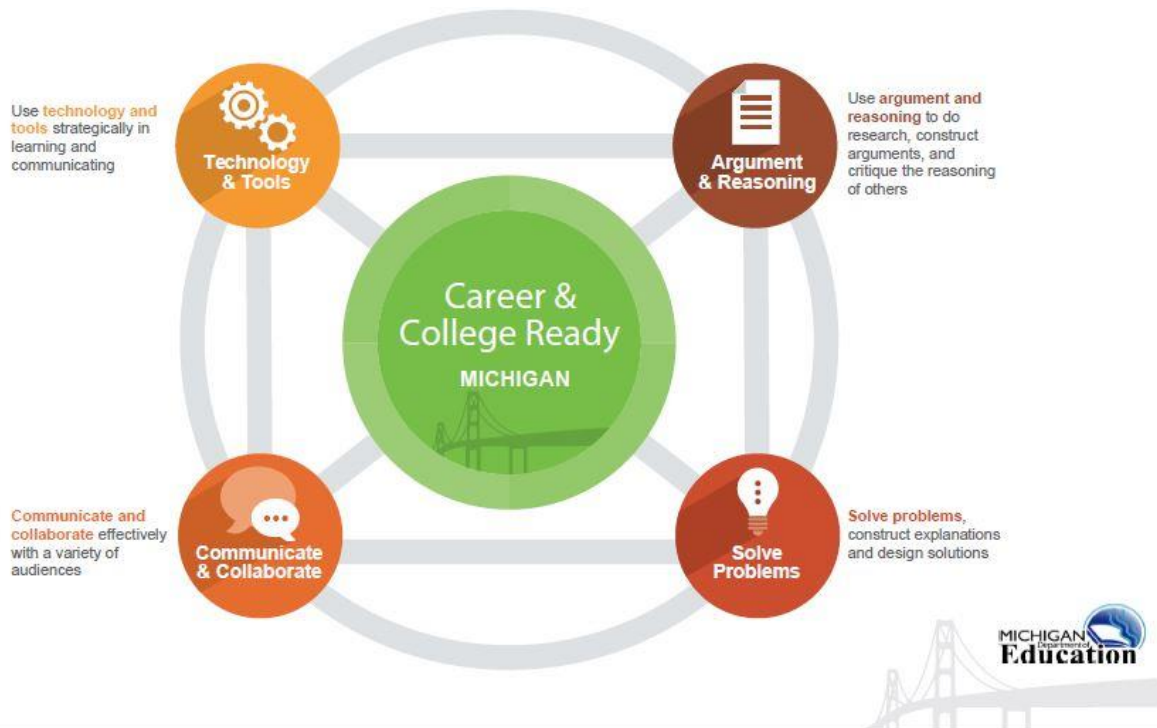 Use technology and
tools strategically in
learning and
communicating
Technology
& Tools
Argument
& Reasoning
Use argument and
reasoning to do
research, construct
arguments, and
critique the reasoning
of others
Career &
College Ready
MICHIGAN
Communicate and
collaborate effectively
with a variety of
audiences
Communicate
& Collaborate
Solve
Problems
Solve problems,
construct explanations
and design solutions
MICHIGAN
Department of
Education